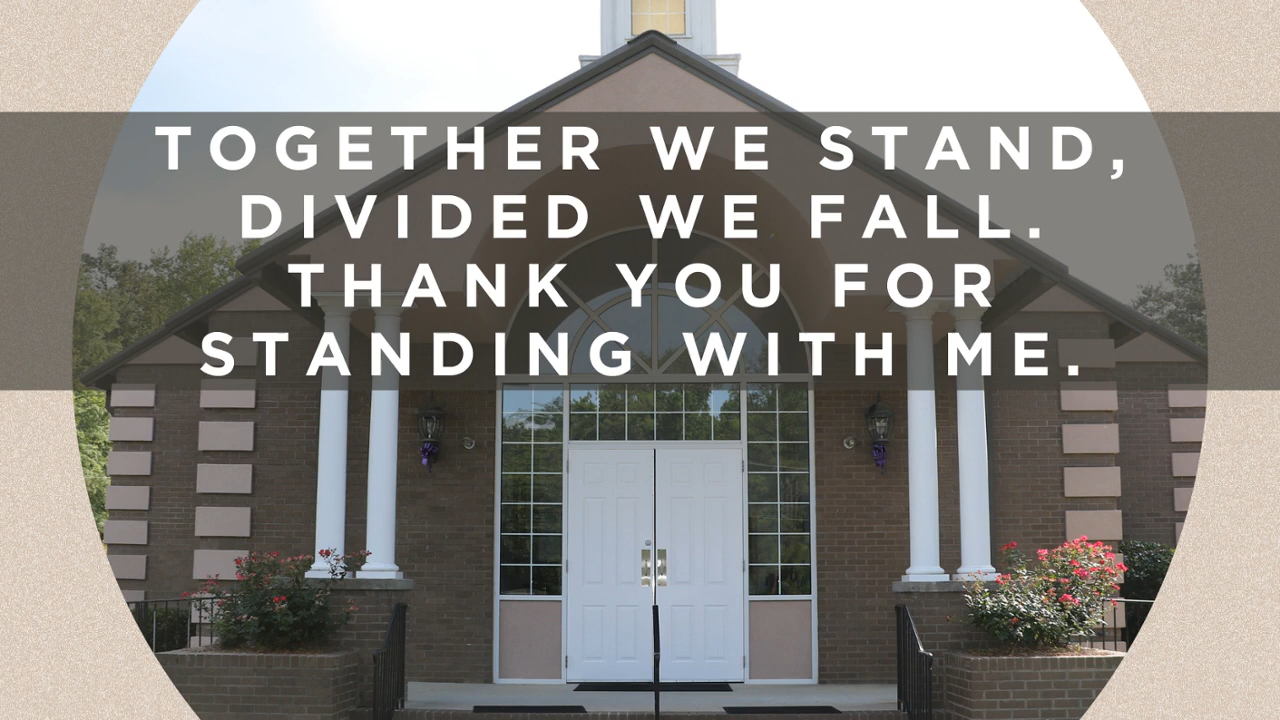 TOGETHER WE STAND,
DIVIDED WE FALL.
THANK YOU FOR
STANDING WITH ME.